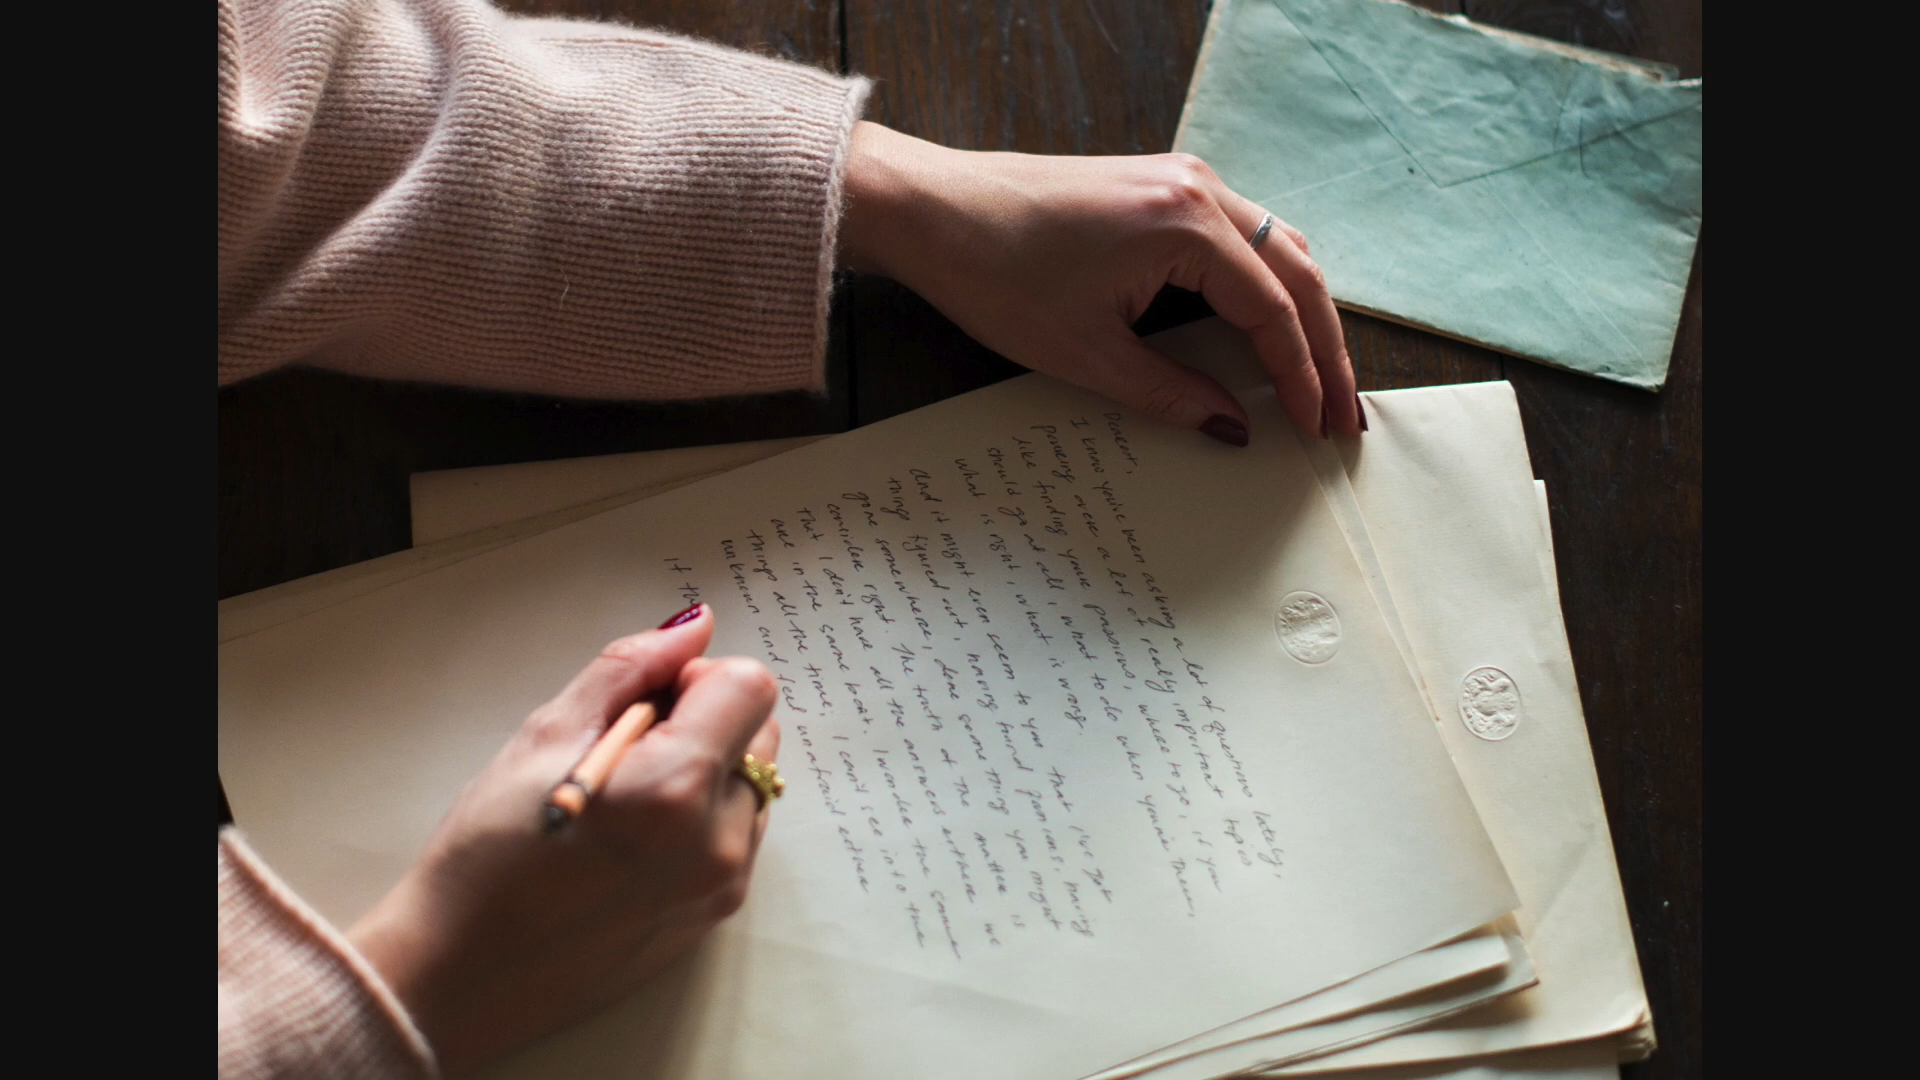 Dearest,
I know you've been asking a lot of questions lately,
posing over a lot of really important topics
like finding your passions, where to go, if you
should go at all, what to do when you're there,
what is right, what is wrong.
And it might even seem to you that I've got
things figured out, having found passions, having
gone somewhere, done some thing you might
consider right. The truth of the matter is
that I don't have all the answers either. We
are in the same boat. I wonder the same
things all the time; I can't see into the
unknown and feel unafraid either
If the